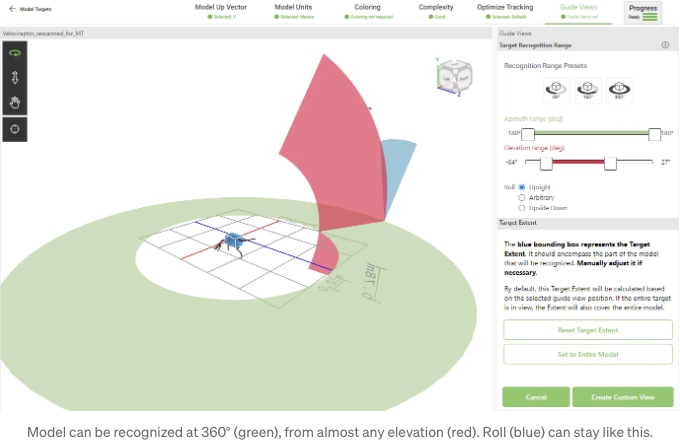 ← Model Targets
Model Up Vector
Selected: Y
Model Units
Selected: Meters
Coloring
Coloring not required
Complexity
Good
Optimize Tracking
Selected: Default
Guide Views
Guide Views set
Progress
Ready
Velociraptor_rescanned_for_MT
Guide Views
Target Recognition Range
Recognition Range Presets
90°
180°
360°
Azimuth range [deg]
-180°
180°
Elevation range [deg]
-64°
27°
Roll
Upright
Arbitrary
Upside Down
Target Extent
The blue bounding box represents the Target
Extent. It should encompass the part of the model
that will be recognized. Manually adjust it if
necessary.
By default, this Target Extent will be calculated based
on the selected guide view position. If the entire target
is in view, the Extent will also cover the entire model.
Reset Target Extent
Set to Entire Model
Cancel
Create Custom View
Model can be recognized at 360° (green), from almost any elevation (red). Roll (blue) can stay like this.